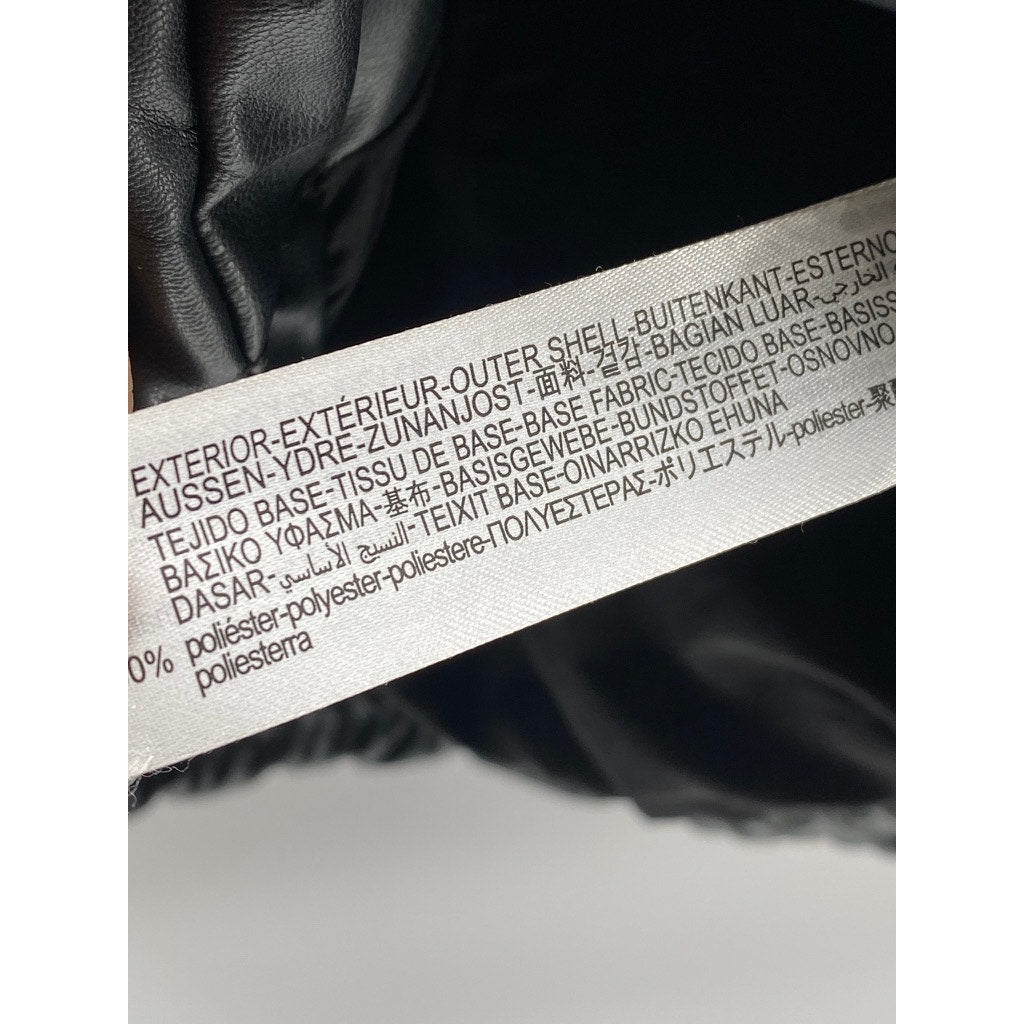 EXTERIOR-EXTÉRIEUR-OUTER SHELL-BUITENKANT-ESTERNO
AUSSEN-YDRE-ZUNANJOST-面料-겉감-BAGIAN LUAR-الخارجي
TEJIDO BASE-TISSU DE BASE-BASE FABRIC-TECIDO BASE-BASISS
ΒΑΣΙΚΟ ΥΦΑΣΜΑ-基布-BASISGEWEBE-BUNDSTOFFET-OSNOVNO
DASAR-النسيج الأساسي-TEIXIT BASE-OINARRIZKO EHUNA
0% poliéster-polyester-poliestere-ΠΟΛΥΕΣΤΕΡΑΣ-ポリエステル-poliester-聚
poliesterra